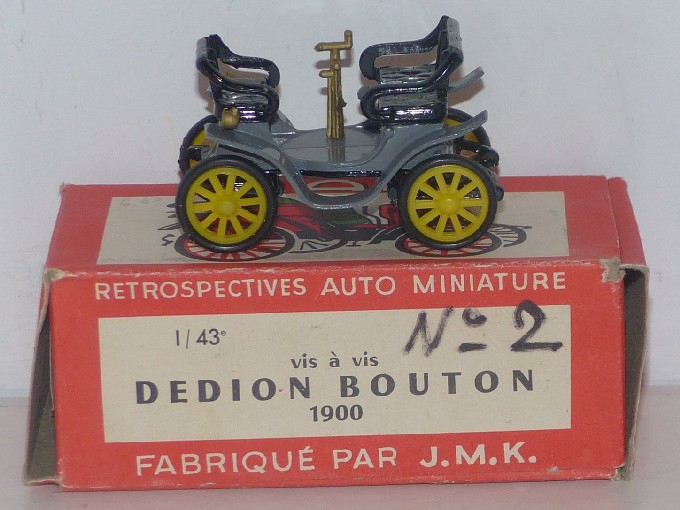 RETROSPECTIVES AUTO MINIATURE
1/43e
N° 2
vis à vis
DEDION BOUTON
1900
FABRIQUÉ PAR J.M.K.